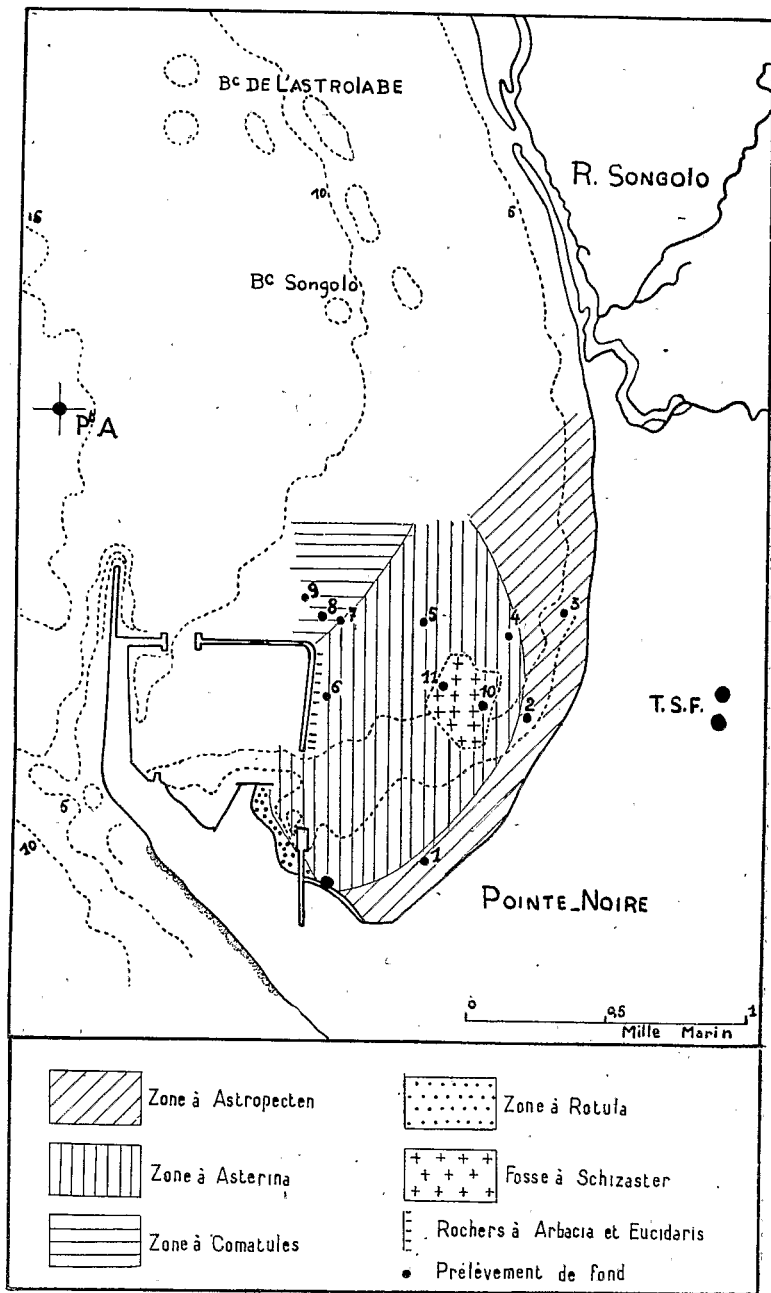 Bᶜ DE L'ASTROLABE
R. SONGOLO
10
5
15
Bᶜ Songolo
Pᵗ A
9
8
7
5
4
3
6
11
10
2
T.S.F.
5
10
1
POINTE_NOIRE
0
0,5
1
Mille Marin
Zone à Astropecten
Zone à Rotula
Zone à Asterina
Fosse à Schizaster
Zone à Comatules
Rochers à Arbacia et Eucidaris
Prélèvement de fond